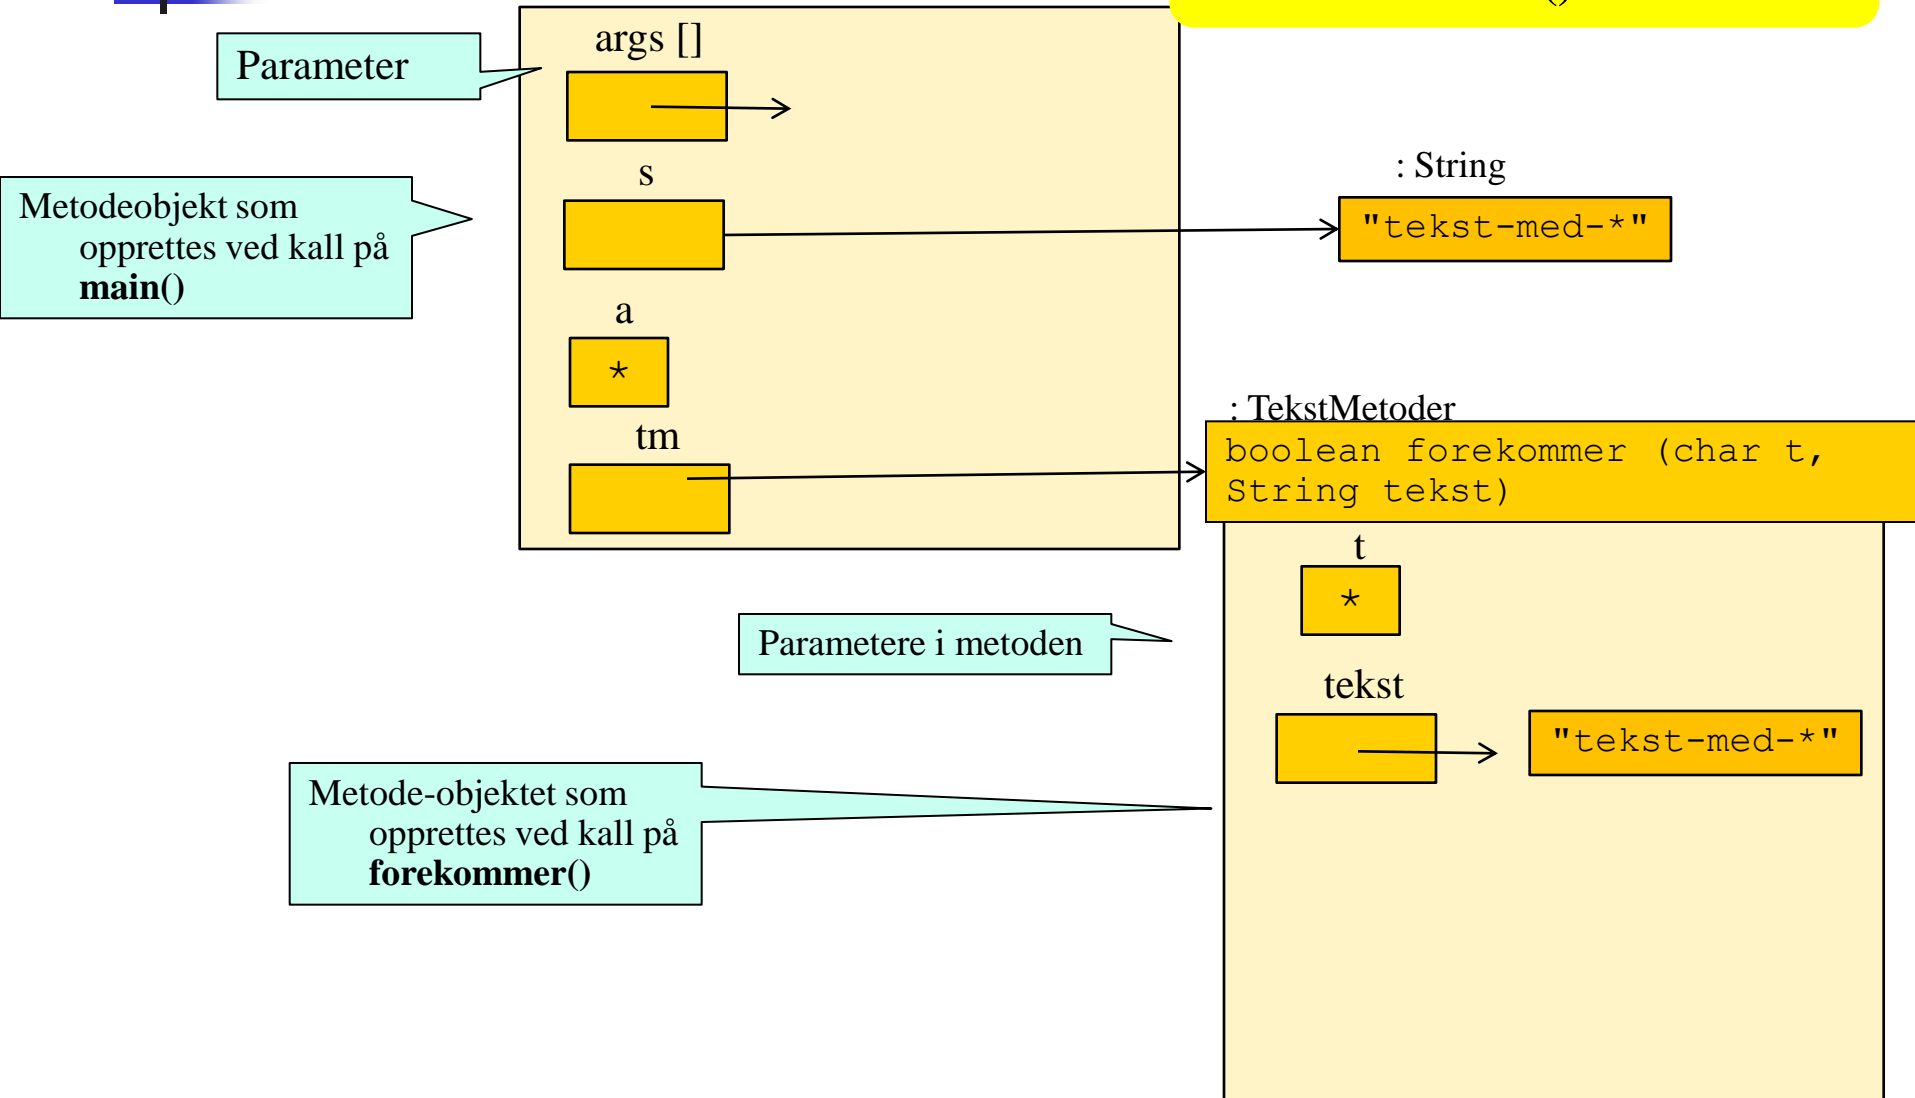 ()
args []
Parameter
s
: String
"tekst-med-*"
Metodeobjekt som
opprettes ved kall på
main()
a
*
tm
: TekstMetoder
boolean forekommer (char t,
String tekst)
t
*
Parametere i metoden
tekst
"tekst-med-*"
Metode-objektet som
opprettes ved kall på
forekommer()